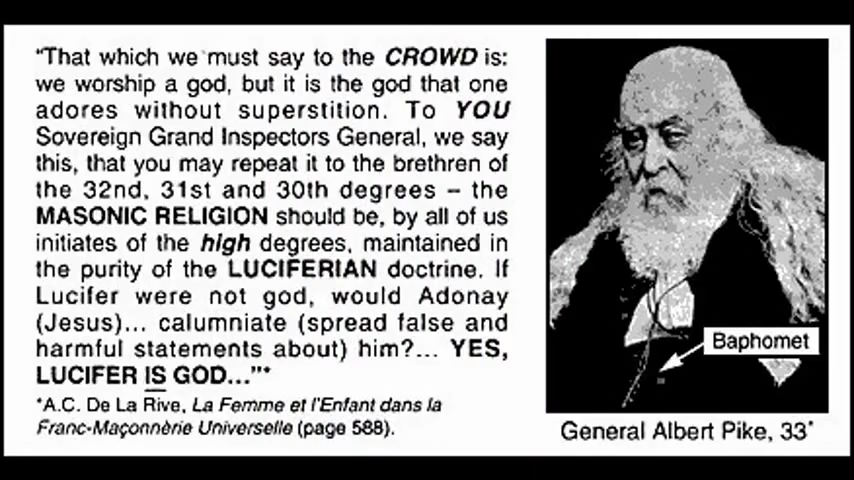 "That which we must say to the CROWD is:
we worship a god, but it is the god that one
adores without superstition. To YOU
Sovereign Grand Inspectors General, we say
this, that you may repeat it to the brethren of
the 32nd, 31st and 30th degrees – the
MASONIC RELIGION should be, by all of us
initiates of the high degrees, maintained in
the purity of the LUCIFERIAN doctrine. If
Lucifer were not god, would Adonay
(Jesus)... calumniate (spread false and
harmful statements about) him?... YES,
LUCIFER IS GOD..."*
*A.C. De La Rive, La Femme et l'Enfant dans la
Franc-Maçonnèrie Universelle (page 588).
Baphomet
General Albert Pike, 33°